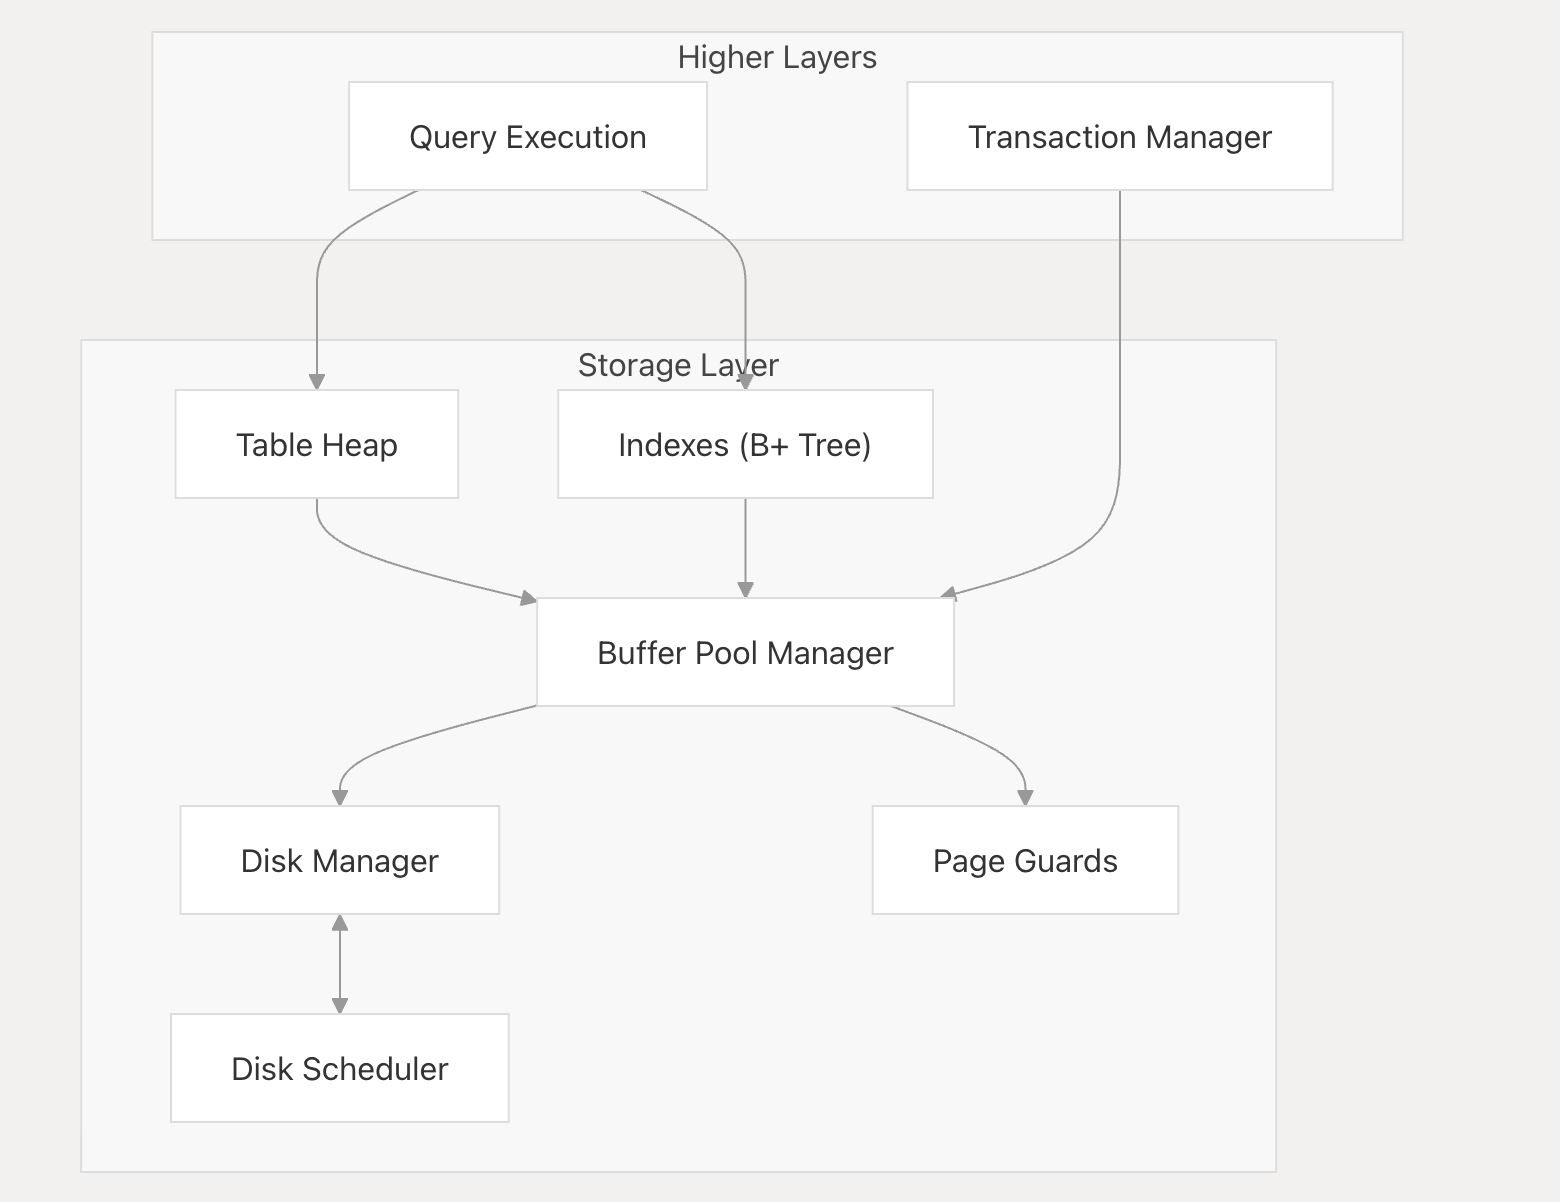 Higher Layers
Query Execution
Transaction Manager
Storage Layer
Table Heap
Indexes (B+ Tree)
Buffer Pool Manager
Disk Manager
Page Guards
Disk Scheduler